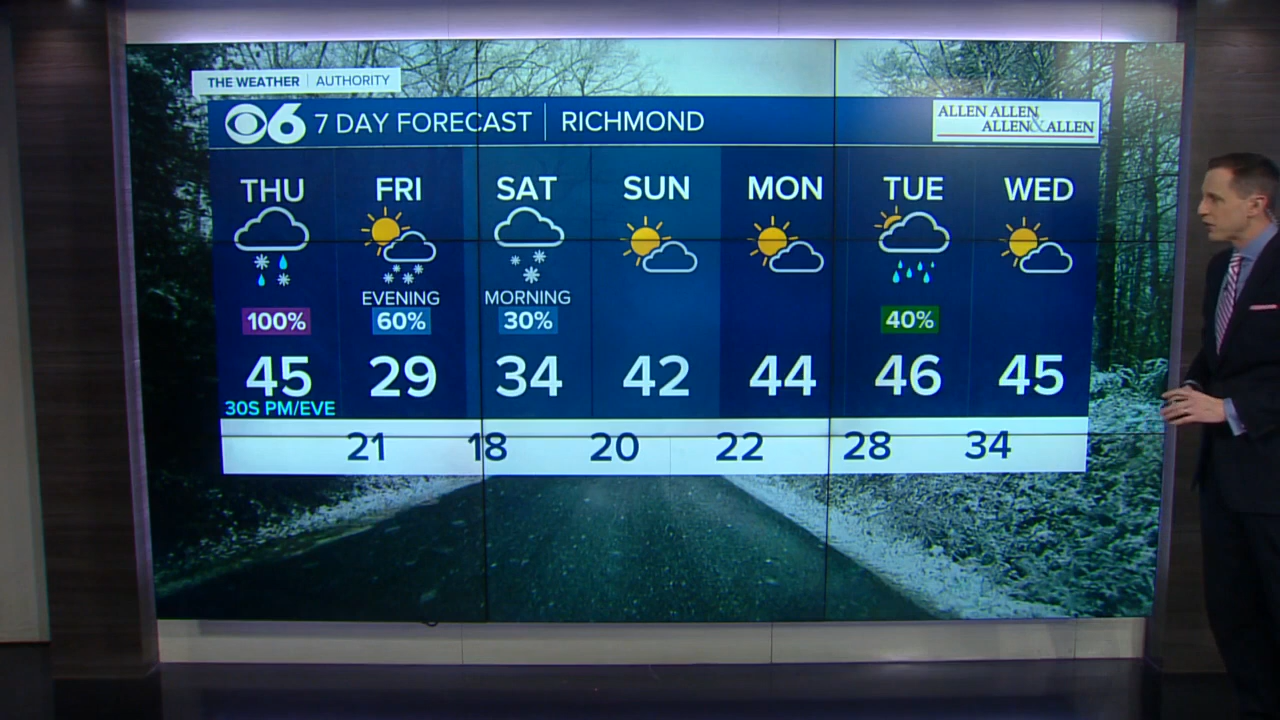 THE WEATHER | AUTHORITY
CBS 6 7 DAY FORECAST | RICHMOND
ALLEN ALLEN
ALLEN & ALLEN
THU FRI SAT SUN MON TUE WED
EVENING MORNING
100% 60% 30% 40%
45 29 34 42 44 46 45
30S PM/EVE
21 18 20 22 28 34